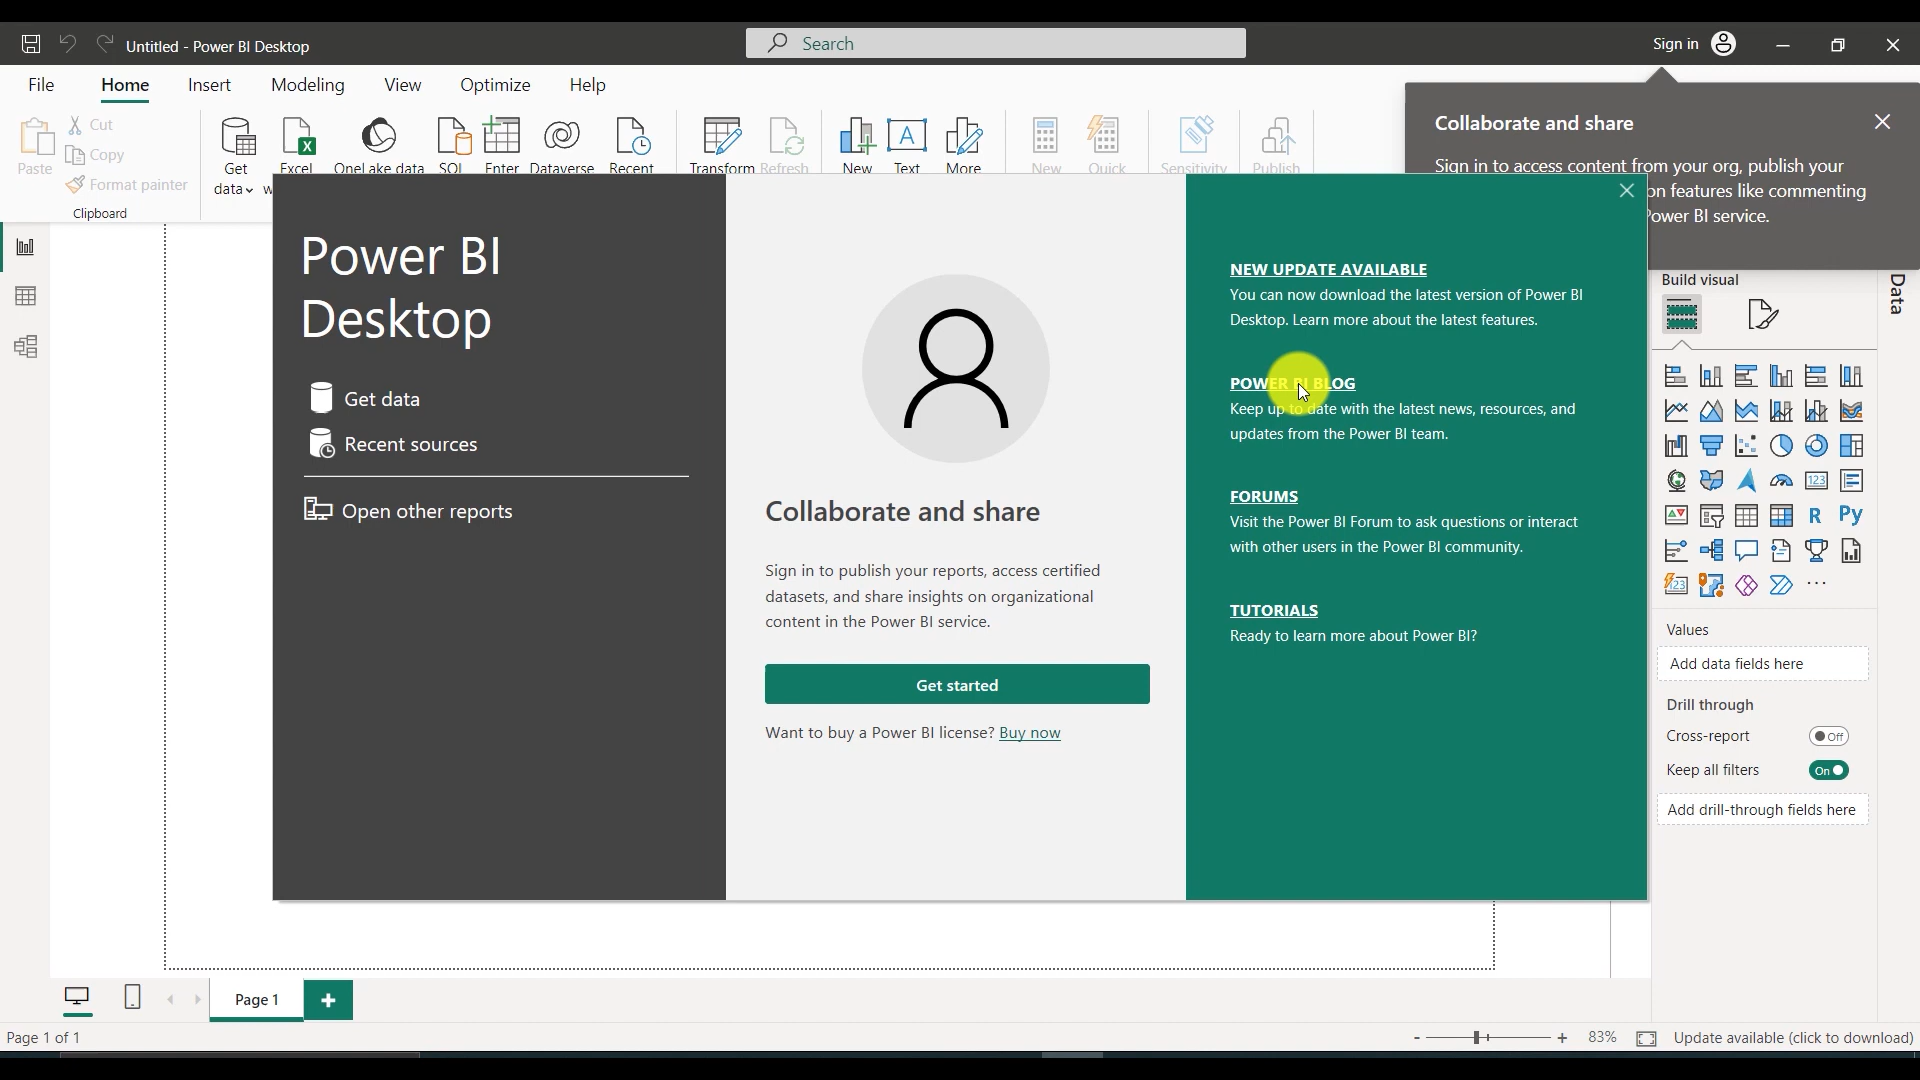 Untitled - Power BI Desktop
Search
Sign in
File
Home
Insert
Modeling
View
Optimize
Help
Paste
Cut
Copy
Format painter
Clipboard
Get
data
Excel
OneLake data
SQL
Enter
Dataverse
Recent
Transform
Refresh
New
Text
More
New
Quick
Sensitivity
Publish
Collaborate and share
Sign in to access content from your org, publish your
on features like commenting
Power BI service.
Power BI
Desktop
Get data
Recent sources
Open other reports
Collaborate and share
Sign in to publish your reports, access certified
datasets, and share insights on organizational
content in the Power BI service.
Get started
Want to buy a Power BI license? Buy now
NEW UPDATE AVAILABLE
You can now download the latest version of Power BI
Desktop. Learn more about the latest features.
POWER BI BLOG
Keep up to date with the latest news, resources, and
updates from the Power BI team.
FORUMS
Visit the Power BI Forum to ask questions or interact
with other users in the Power BI community.
TUTORIALS
Ready to learn more about Power BI?
Build visual
Data
123
R
Py
123
Values
Add data fields here
Drill through
Cross-report
Off
Keep all filters
On
Add drill-through fields here
Page 1
Page 1 of 1
- + 83%
Update available (click to download)